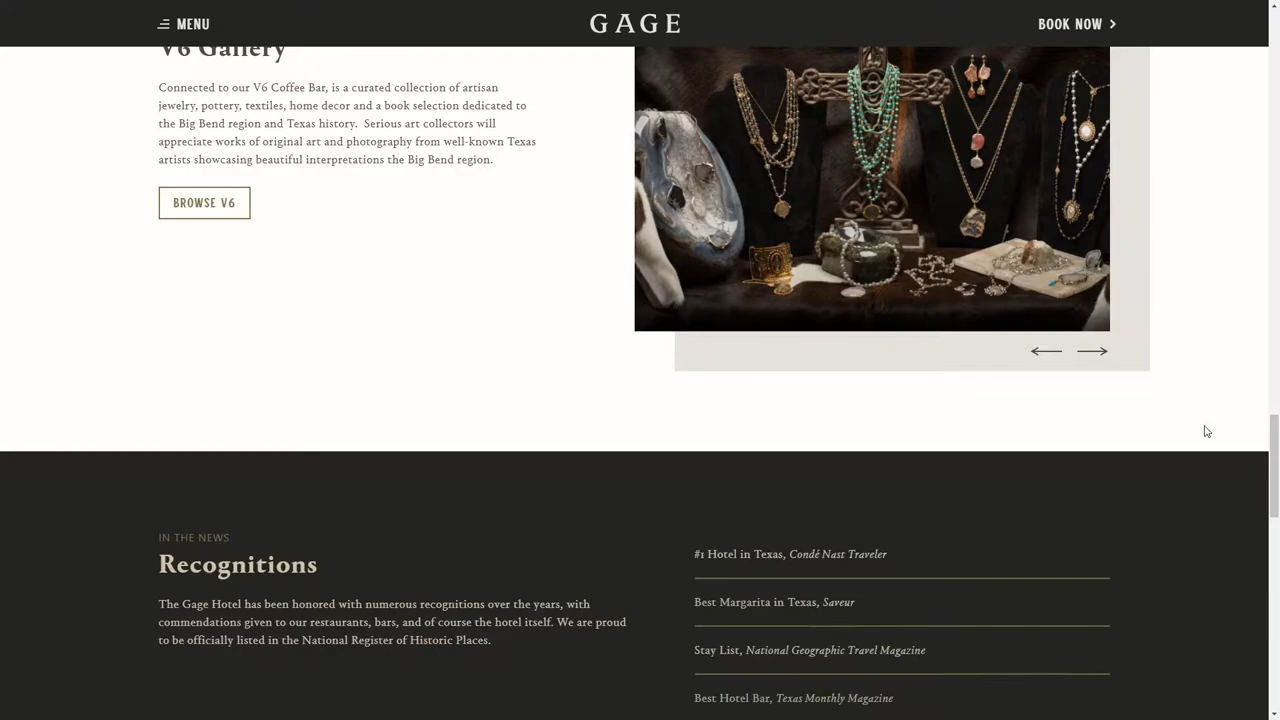 MENU
GAGE
BOOK NOW
V6 Gallery
Connected to our V6 Coffee Bar, is a curated collection of artisan
jewelry, pottery, textiles, home decor and a book selection dedicated to
the Big Bend region and Texas history.  Serious art collectors will
appreciate works of original art and photography from well-known Texas
artists showcasing beautiful interpretations the Big Bend region.
BROWSE V6
IN THE NEWS
Recognitions
The Gage Hotel has been honored with numerous recognitions over the years, with
commendations given to our restaurants, bars, and of course the hotel itself. We are proud
to be officially listed in the National Register of Historic Places.
#1 Hotel in Texas, Condé Nast Traveler
Best Margarita in Texas, Saveur
Stay List, National Geographic Travel Magazine
Best Hotel Bar, Texas Monthly Magazine